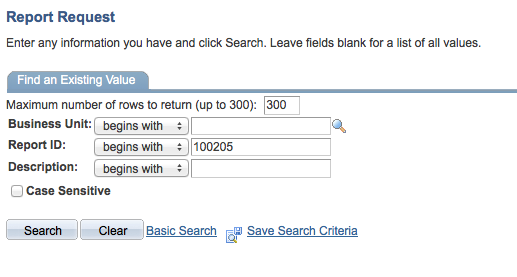 Report Request
Enter any information you have and click Search. Leave fields blank for a list of all values.
Find an Existing Value
Maximum number of rows to return (up to 300): 300
Business Unit: begins with
Report ID: begins with 100205
Description: begins with
Case Sensitive
Search Clear Basic Search Save Search Criteria